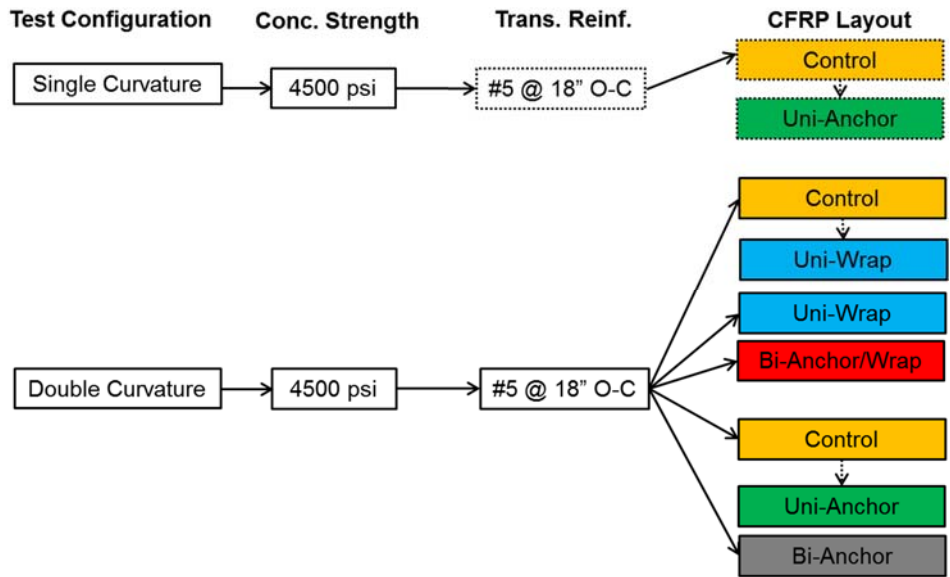 Test Configuration Conc. Strength Trans. Reinf. CFRP Layout
Single Curvature 4500 psi #5 @ 18” O-C Control
Uni-Anchor
Control
Uni-Wrap
Uni-Wrap
Bi-Anchor/Wrap
Double Curvature 4500 psi #5 @ 18” O-C
Control
Uni-Anchor
Bi-Anchor